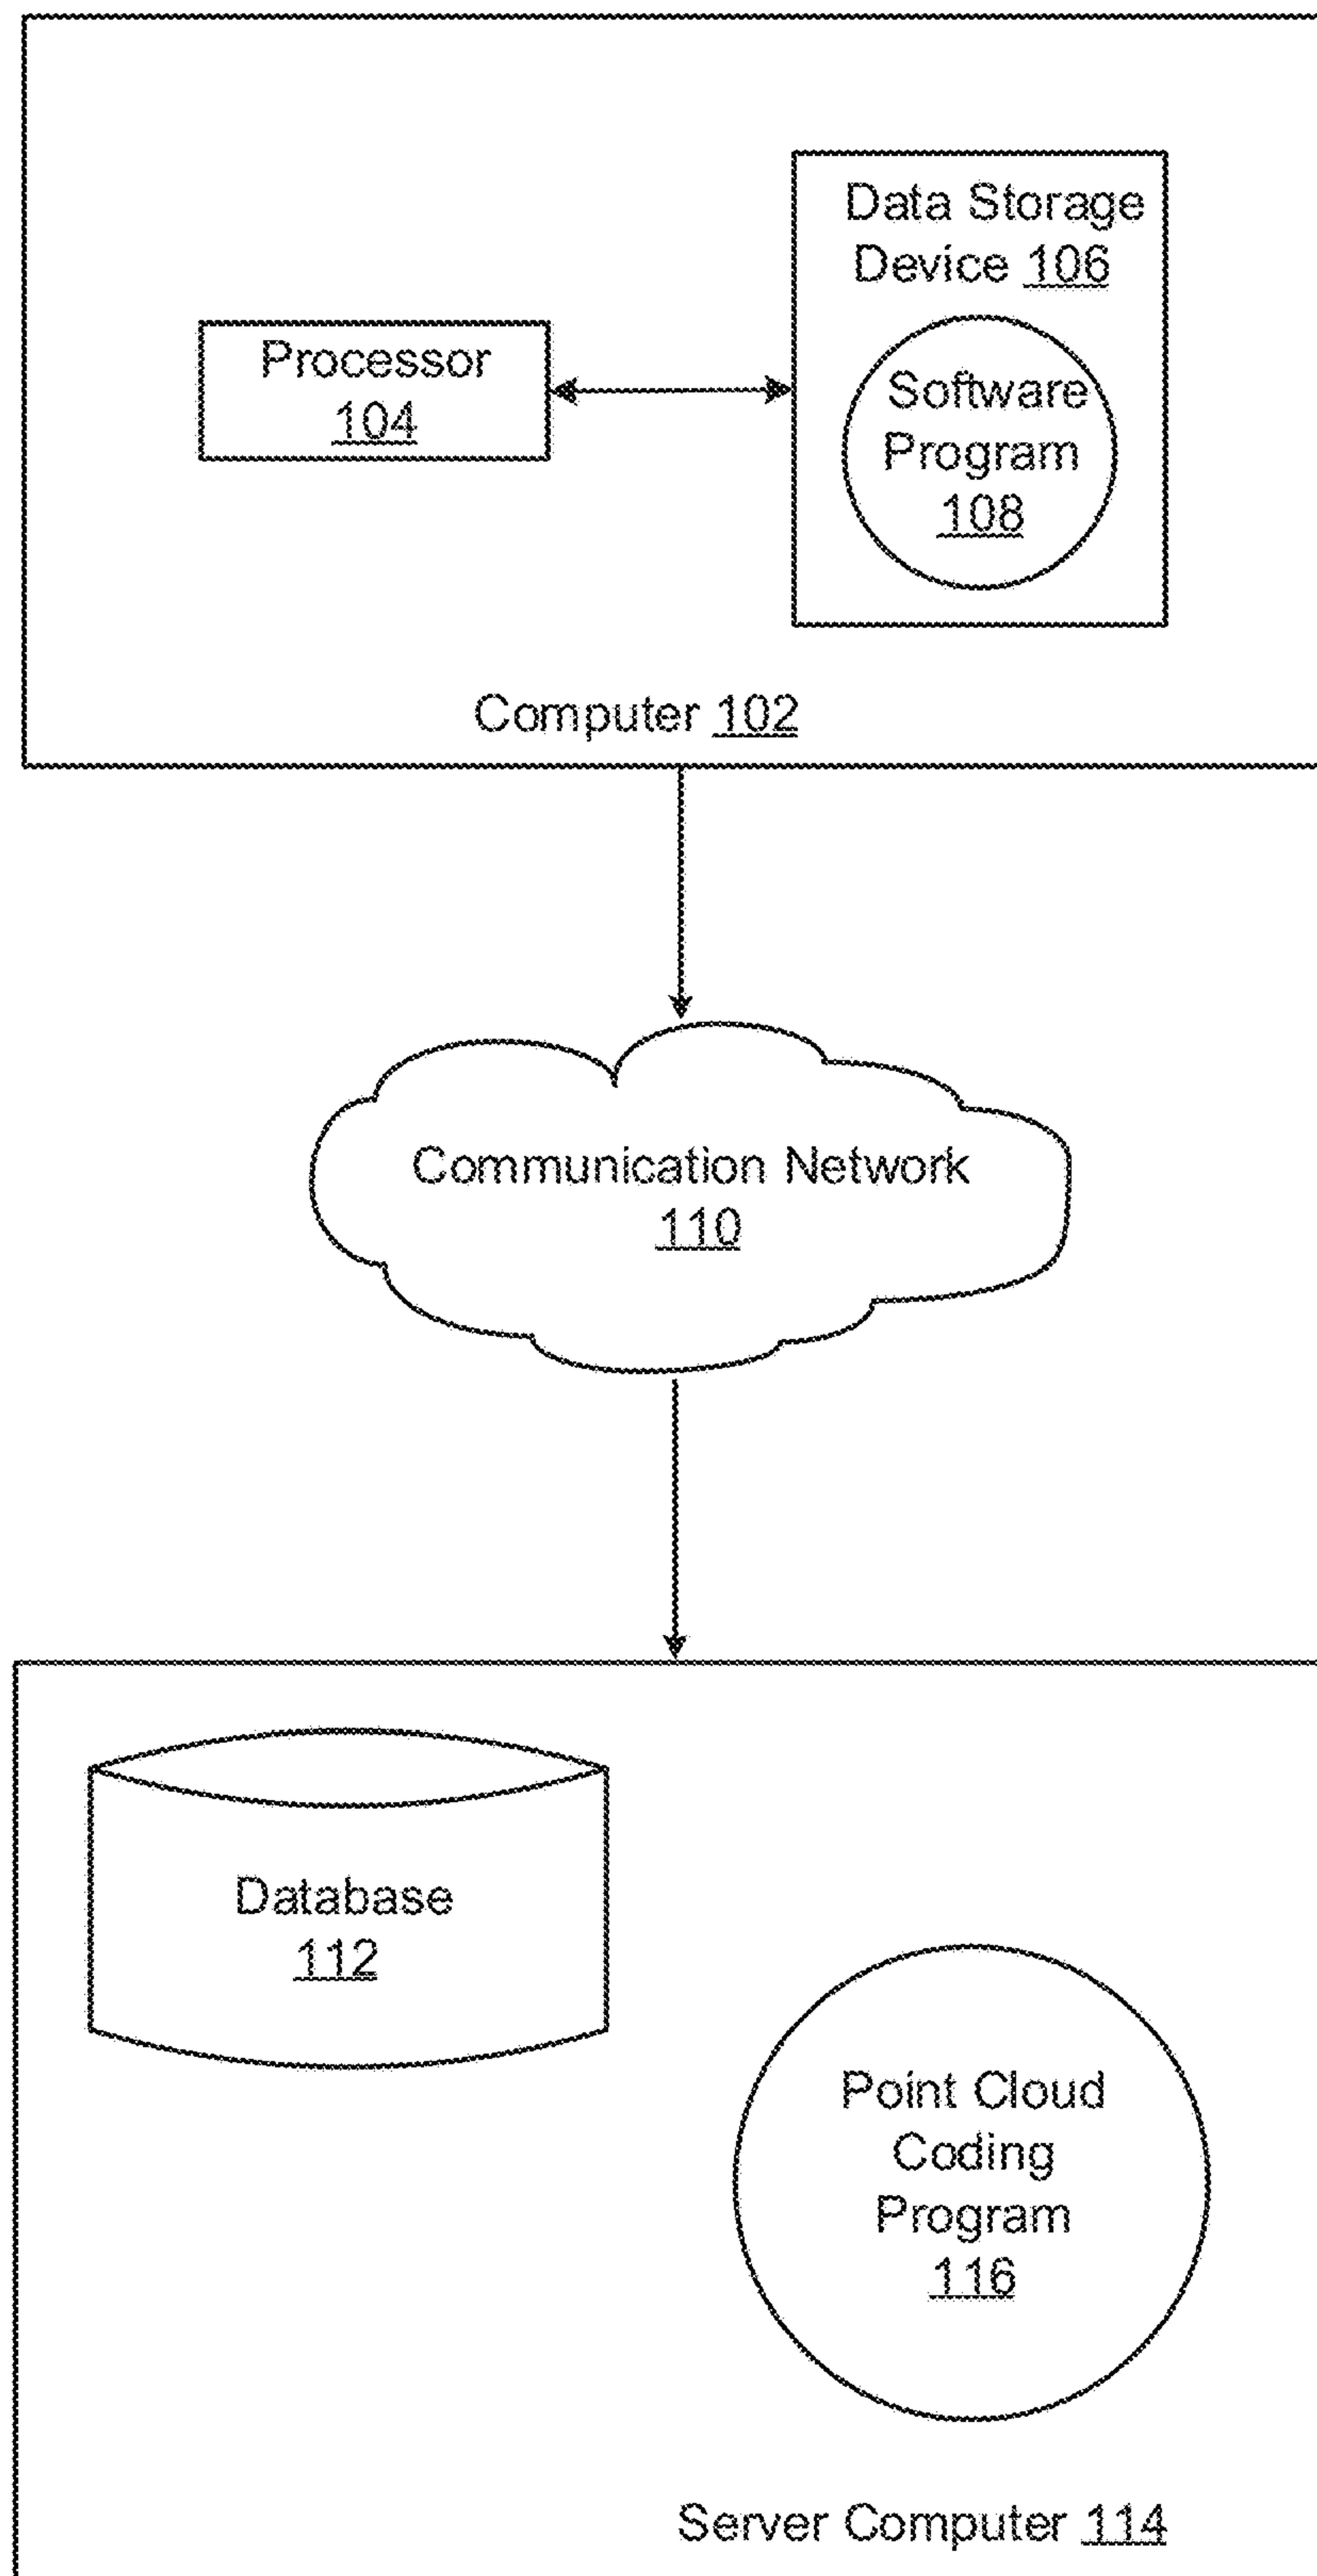 Data Storage
Device 106
Processor
104
Software
Program
108
Computer 102
Communication Network
110
Database
112
Point Cloud
Coding
Program
116
Server Computer 114